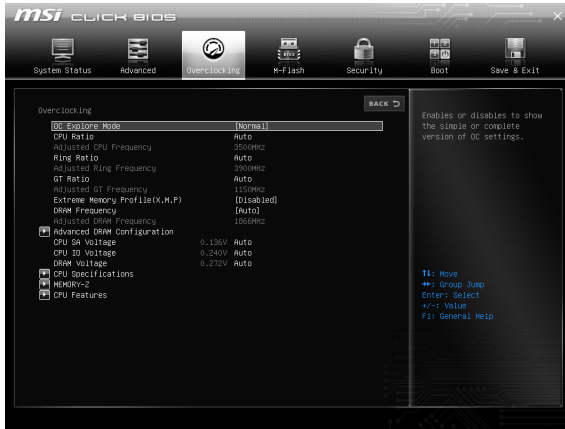 msi CLICK BIOS
System Status Advanced Overclocking M-Flash Security Boot Save & Exit
BIOS
BACK
Overclocking
OC Explore Mode [Normal]
CPU Ratio Auto
Adjusted CPU Frequency 3500MHz
Ring Ratio Auto
Adjusted Ring Frequency 3900MHz
GT Ratio Auto
Adjusted GT Frequency 1150MHz
Extreme Memory Profile(X.M.P) [Disabled]
DRAM Frequency [Auto]
Adjusted DRAM Frequency 1866MHz
Advanced DRAM Configuration
CPU SA Voltage 0.136V Auto
CPU IO Voltage 0.240V Auto
DRAM Voltage 0.272V Auto
CPU Specifications
MEMORY-Z
CPU Features
Enables or disables to show
the simple or complete
version of OC settings.
↑↓: Move
←→: Group Jump
Enter: Select
+/-: Value
F1: General Help